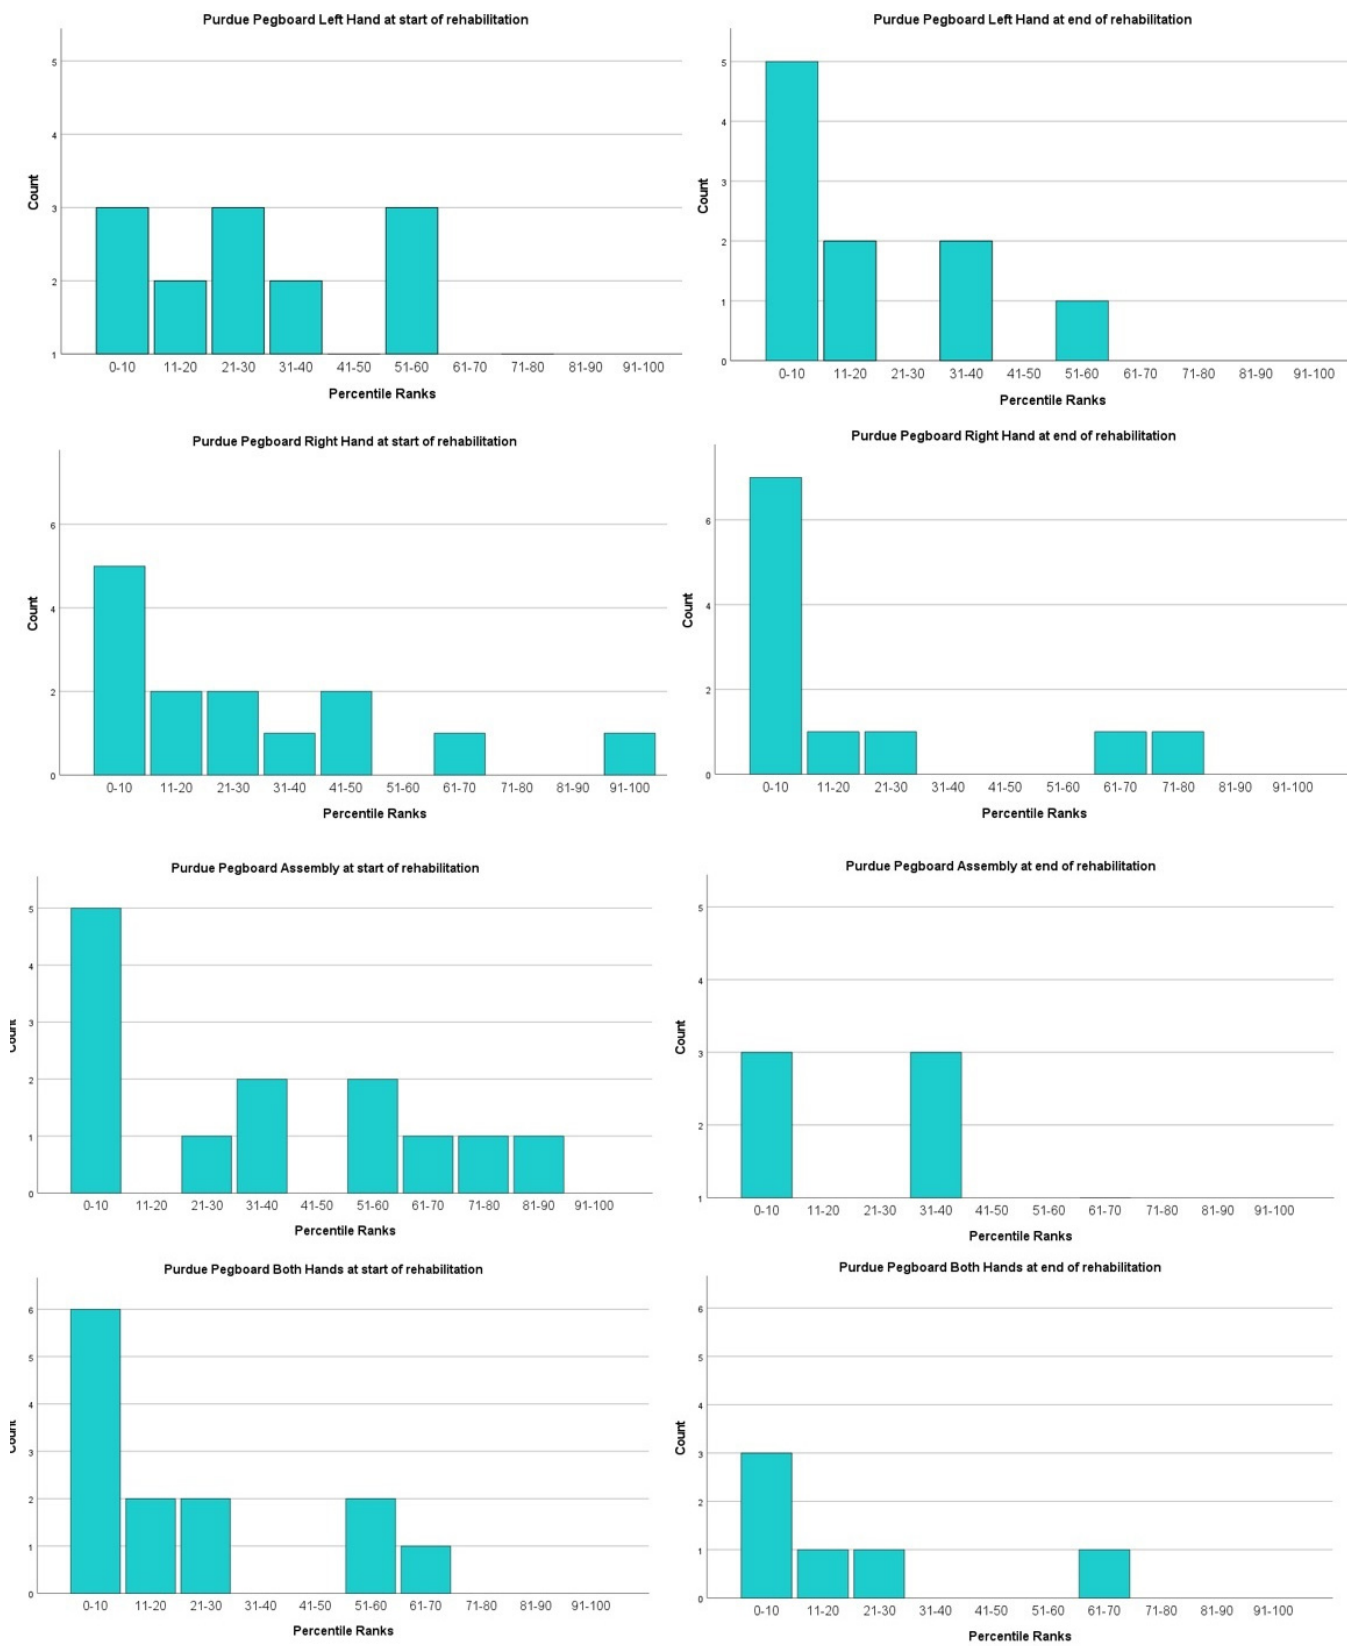 Purdue Pegboard Left Hand at start of rehabilitation
5
4
3
2
1
Count
0-10 11-20 21-30 31-40 41-50 51-60 61-70 71-80 81-90 91-100
Percentile Ranks
Purdue Pegboard Left Hand at end of rehabilitation
5
4
3
2
1
0
Count
0-10 11-20 21-30 31-40 41-50 51-60 61-70 71-80 81-90 91-100
Percentile Ranks
Purdue Pegboard Right Hand at start of rehabilitation
6
4
2
0
Count
0-10 11-20 21-30 31-40 41-50 51-60 61-70 71-80 81-90 91-100
Percentile Ranks
Purdue Pegboard Right Hand at end of rehabilitation
6
4
2
0
Count
0-10 11-20 21-30 31-40 41-50 51-60 61-70 71-80 81-90 91-100
Percentile Ranks
Purdue Pegboard Assembly at start of rehabilitation
5
4
3
2
1
0
Count
0-10 11-20 21-30 31-40 41-50 51-60 61-70 71-80 81-90 91-100
Percentile Ranks
Purdue Pegboard Assembly at end of rehabilitation
5
4
3
2
1
Count
0-10 11-20 21-30 31-40 41-50 51-60 61-70 71-80 81-90 91-100
Percentile Ranks
Purdue Pegboard Both Hands at start of rehabilitation
6
5
4
3
2
1
0
Count
0-10 11-20 21-30 31-40 41-50 51-60 61-70 71-80 81-90 91-100
Percentile Ranks
Purdue Pegboard Both Hands at end of rehabilitation
6
5
4
3
2
1
0
Count
0-10 11-20 21-30 31-40 41-50 51-60 61-70 71-80 81-90 91-100
Percentile Ranks